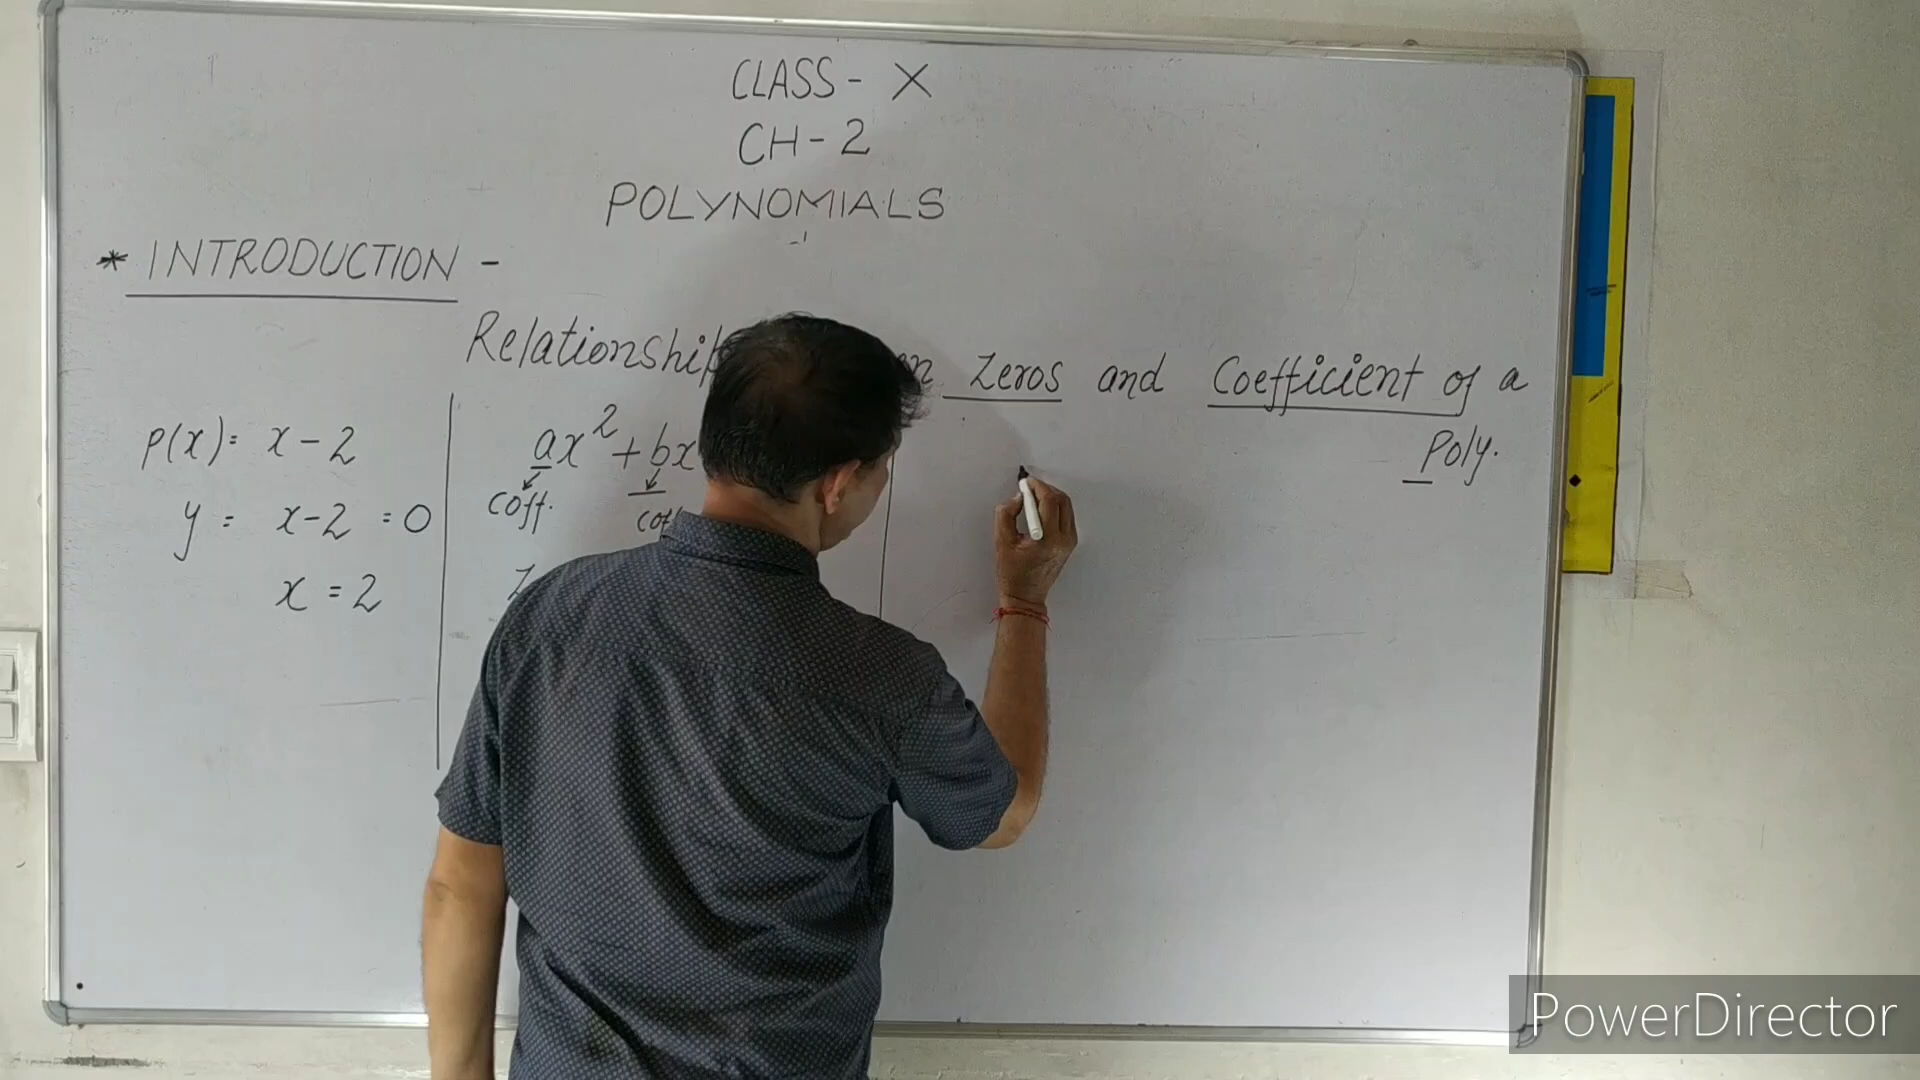 CLASS - X
CH - 2
POLYNOMIALS
* INTRODUCTION -
Relationship Zeros and Coefficient of a
Poly.
P(x) = x - 2
y = x - 2 = 0
x = 2
ax² + bx
coff. coff
PowerDirector